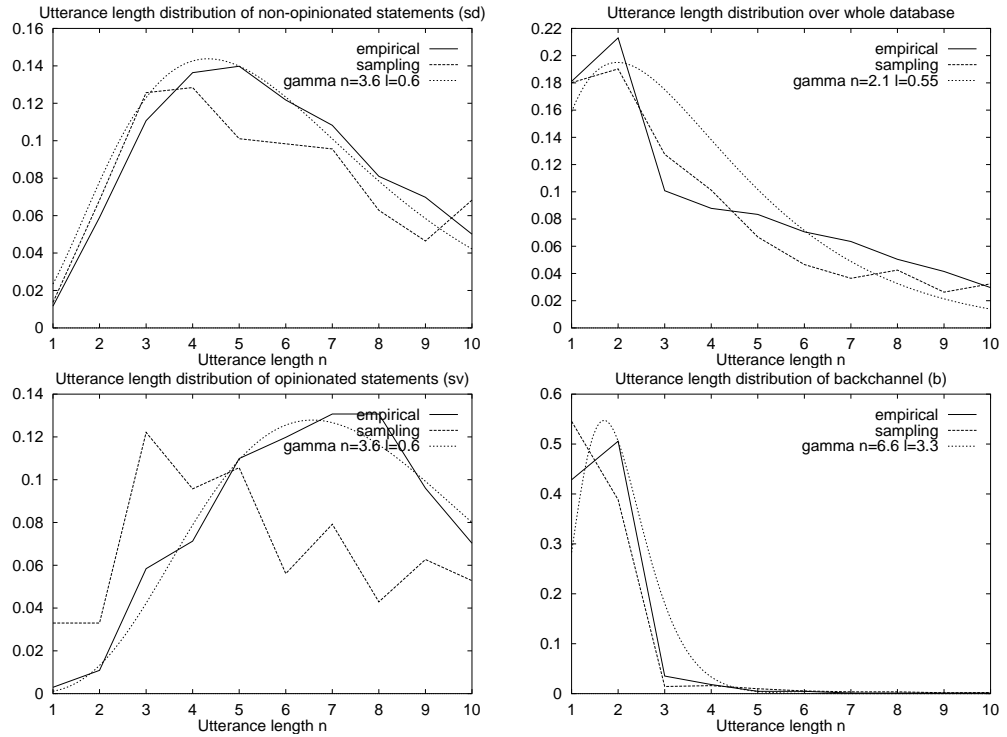 Utterance length distribution of non-opinionated statements (sd)
0.16
0.14
0.12
0.1
0.08
0.06
0.04
0.02
0
empirical
sampling
gamma n=3.6 l=0.6
1 2 3 4 5 6 7 8 9 10
Utterance length n
Utterance length distribution over whole database
0.22
0.2
0.18
0.16
0.14
0.12
0.1
0.08
0.06
0.04
0.02
0
empirical
sampling
gamma n=2.1 l=0.55
1 2 3 4 5 6 7 8 9 10
Utterance length n
Utterance length distribution of opinionated statements (sv)
0.14
0.12
0.1
0.08
0.06
0.04
0.02
0
empirical
sampling
gamma n=3.6 l=0.6
1 2 3 4 5 6 7 8 9 10
Utterance length n
Utterance length distribution of backchannel (b)
0.6
0.5
0.4
0.3
0.2
0.1
0
empirical
sampling
gamma n=6.6 l=3.3
1 2 3 4 5 6 7 8 9 10
Utterance length n